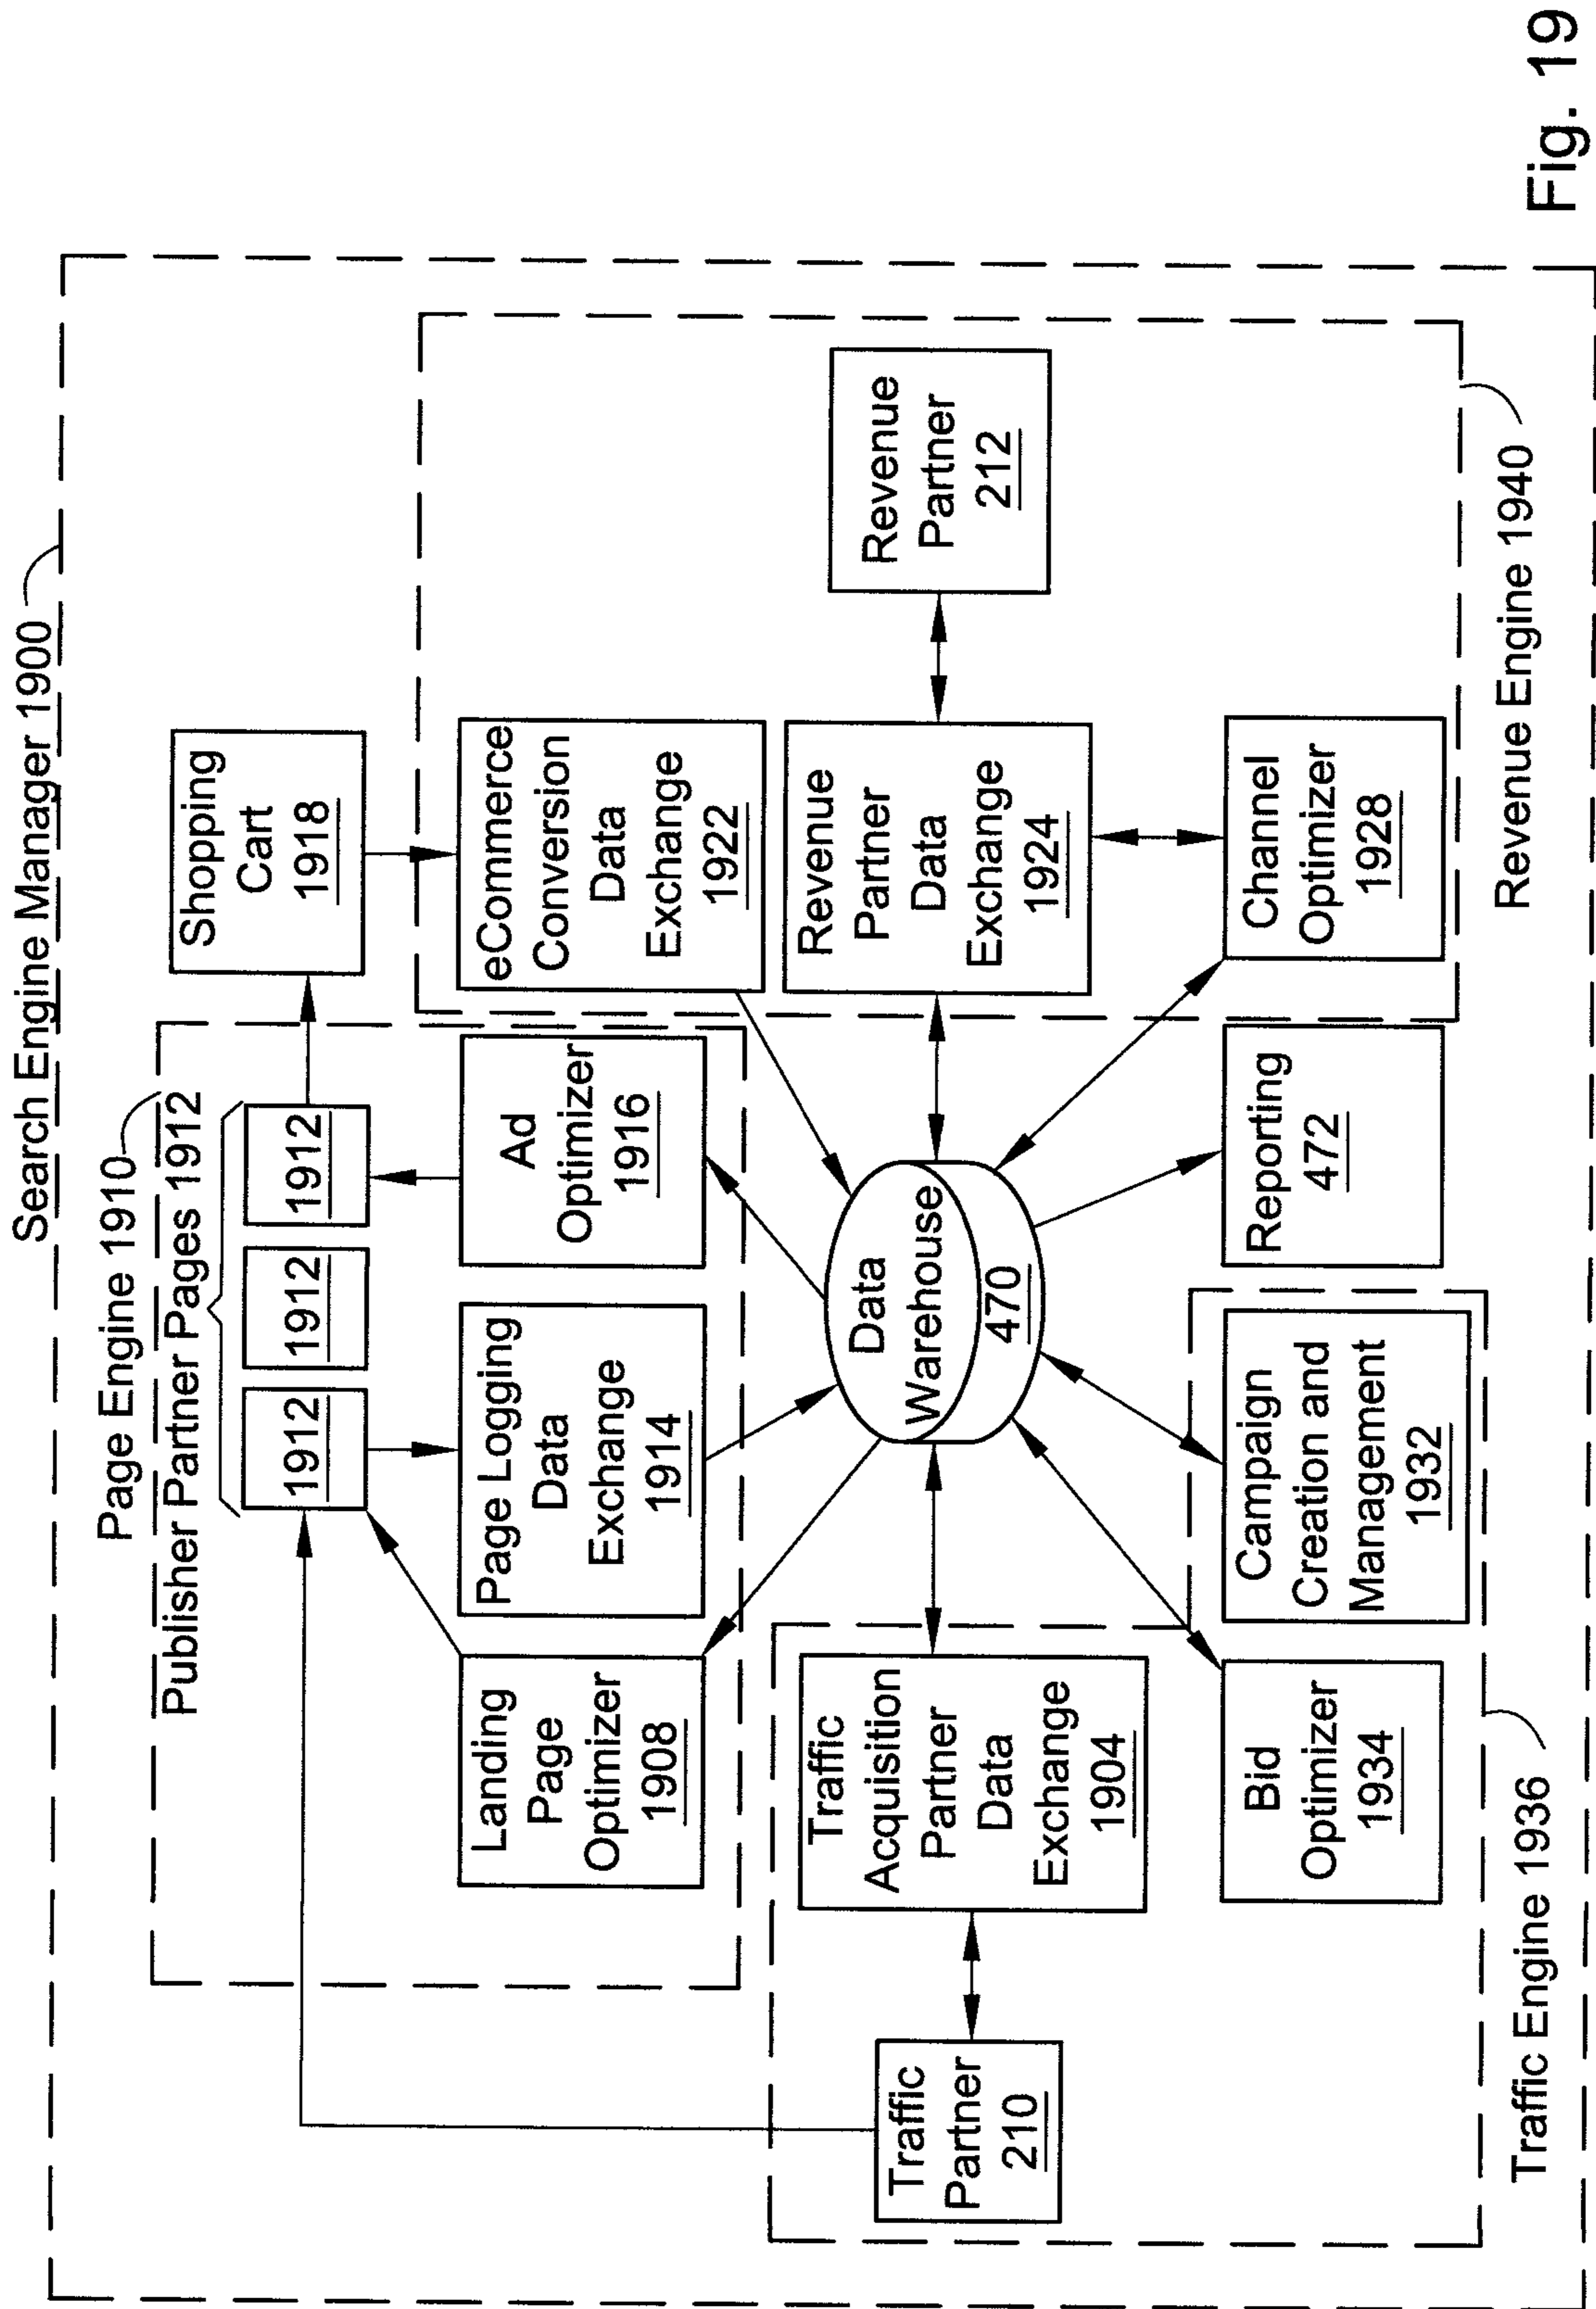 Search Engine Manager 1900
Page Engine 1910
Publisher Partner Pages 1912
1912
1912
1912
Shopping
Cart
1918
Landing
Page
Optimizer
1908
Page Logging
Data
Exchange
1914
Ad
Optimizer
1916
eCommerce
Conversion
Data
Exchange
1922
Traffic
Partner
210
Traffic
Acquisition
Partner
Data
Exchange
1904
Data
Warehouse
470
Revenue
Partner
Data
Exchange
1924
Revenue
Partner
212
Bid
Optimizer
1934
Campaign
Creation and
Management
1932
Reporting
472
Channel
Optimizer
1928
Traffic Engine 1936
Revenue Engine 1940
Fig. 19